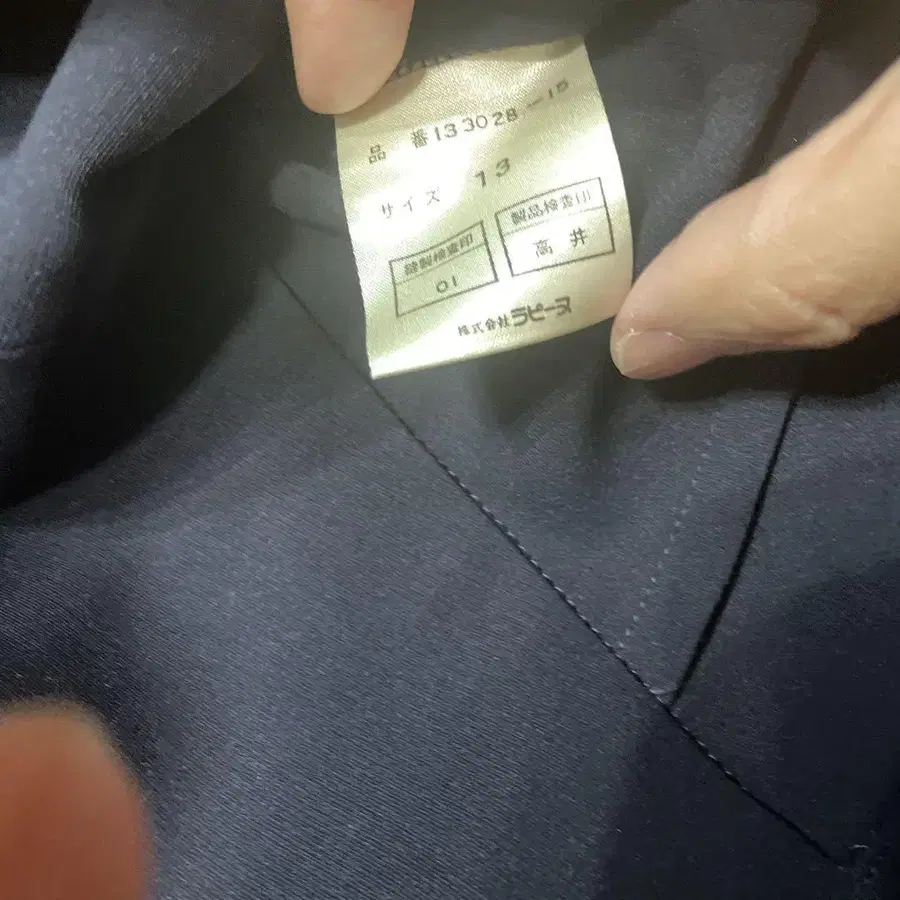 品 番 133028-15
サイズ 13
縫製検査印 製品検査印
01 高井
株式会社ラピーヌ